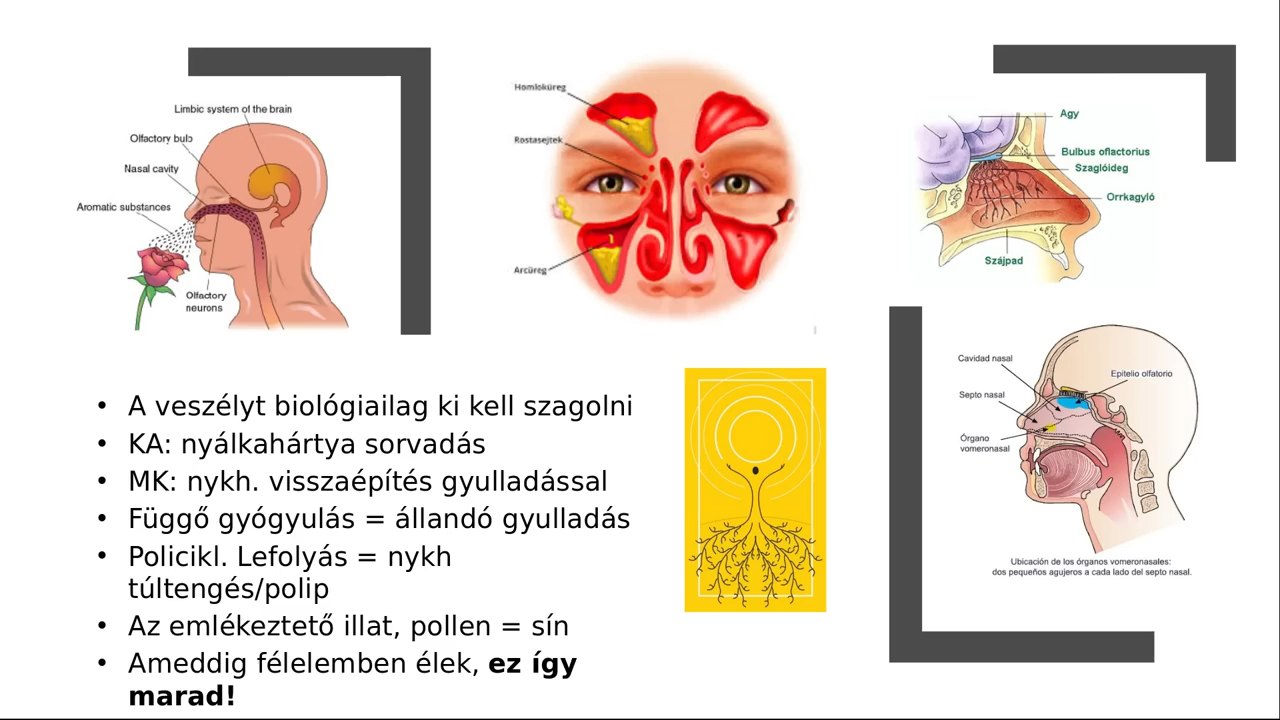 Limbic system of the brain
Olfactory bulb
Nasal cavity
Aromatic substances
Olfactory
neurons
Homloküreg
Rostasejtek
Arcüreg
Agy
Bulbus oflactorius
Szaglóideg
Orrkagyló
Szájpad
• A veszélyt biológiailag ki kell szagolni
• KA: nyálkahártya sorvadás
• MK: nykh. visszaépítés gyulladással
• Függő gyógyulás = állandó gyulladás
• Policikl. Lefolyás = nykh
túltengés/polip
• Az emlékeztető illat, pollen = sín
• Ameddig félelemben élek, ez így
marad!
Cavidad nasal
Epitelio olfatorio
Septo nasal
Órgano
vomeronasal
Ubicación de los órganos vomeronasales:
dos pequeños agujeros a cada lado del septo nasal.